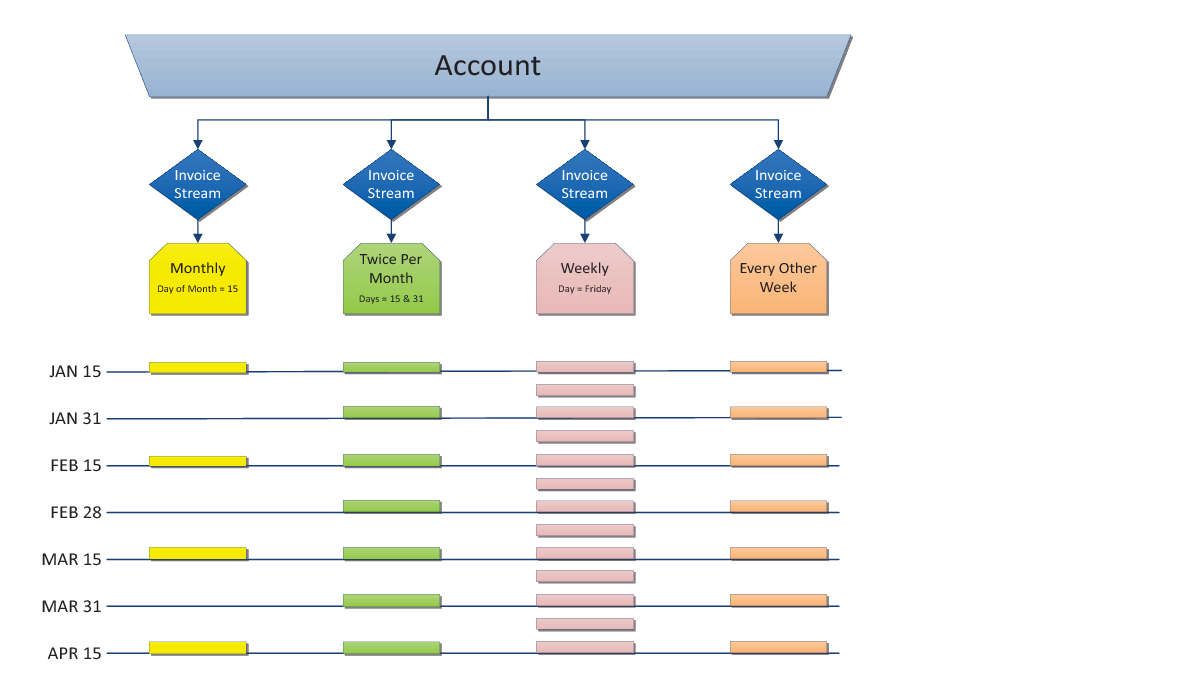 Account
Invoice
Stream
Invoice
Stream
Invoice
Stream
Invoice
Stream
Monthly
Day of Month = 15
Twice Per
Month
Days = 15 & 31
Weekly
Day = Friday
Every Other
Week
JAN 15
JAN 31
FEB 15
FEB 28
MAR 15
MAR 31
APR 15